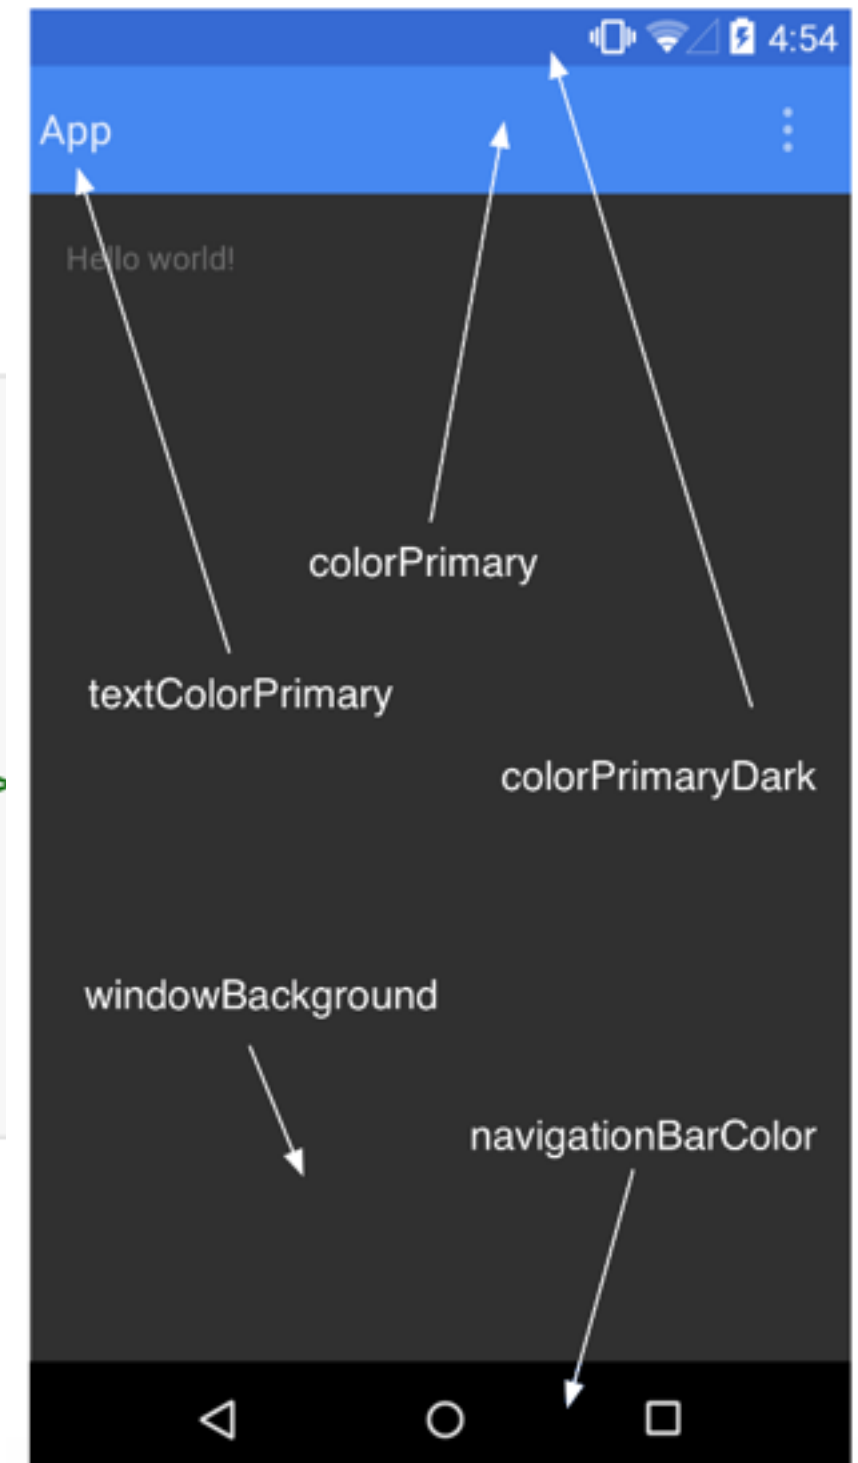 4:54
App
Hello world!
colorPrimary
textColorPrimary
colorPrimaryDark
windowBackground
navigationBarColor